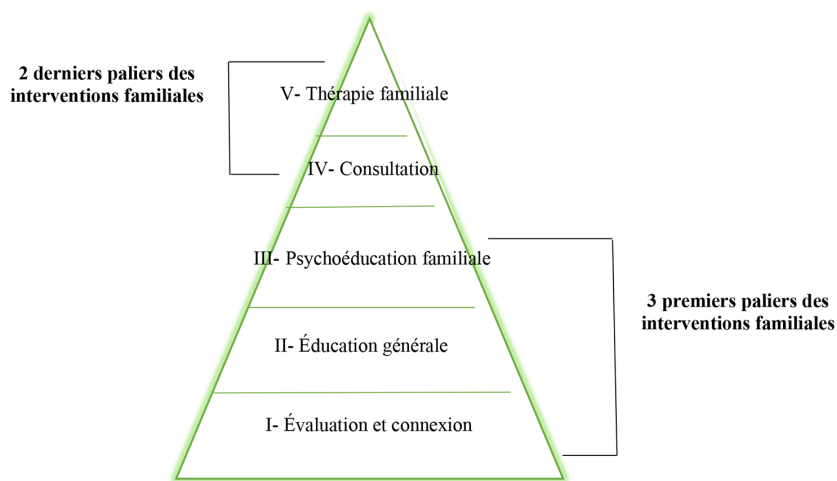 2 derniers paliers des
interventions familiales
V- Thérapie familiale
IV- Consultation
III- Psychoéducation familiale
3 premiers paliers des
interventions familiales
II- Éducation générale
I- Évaluation et connexion